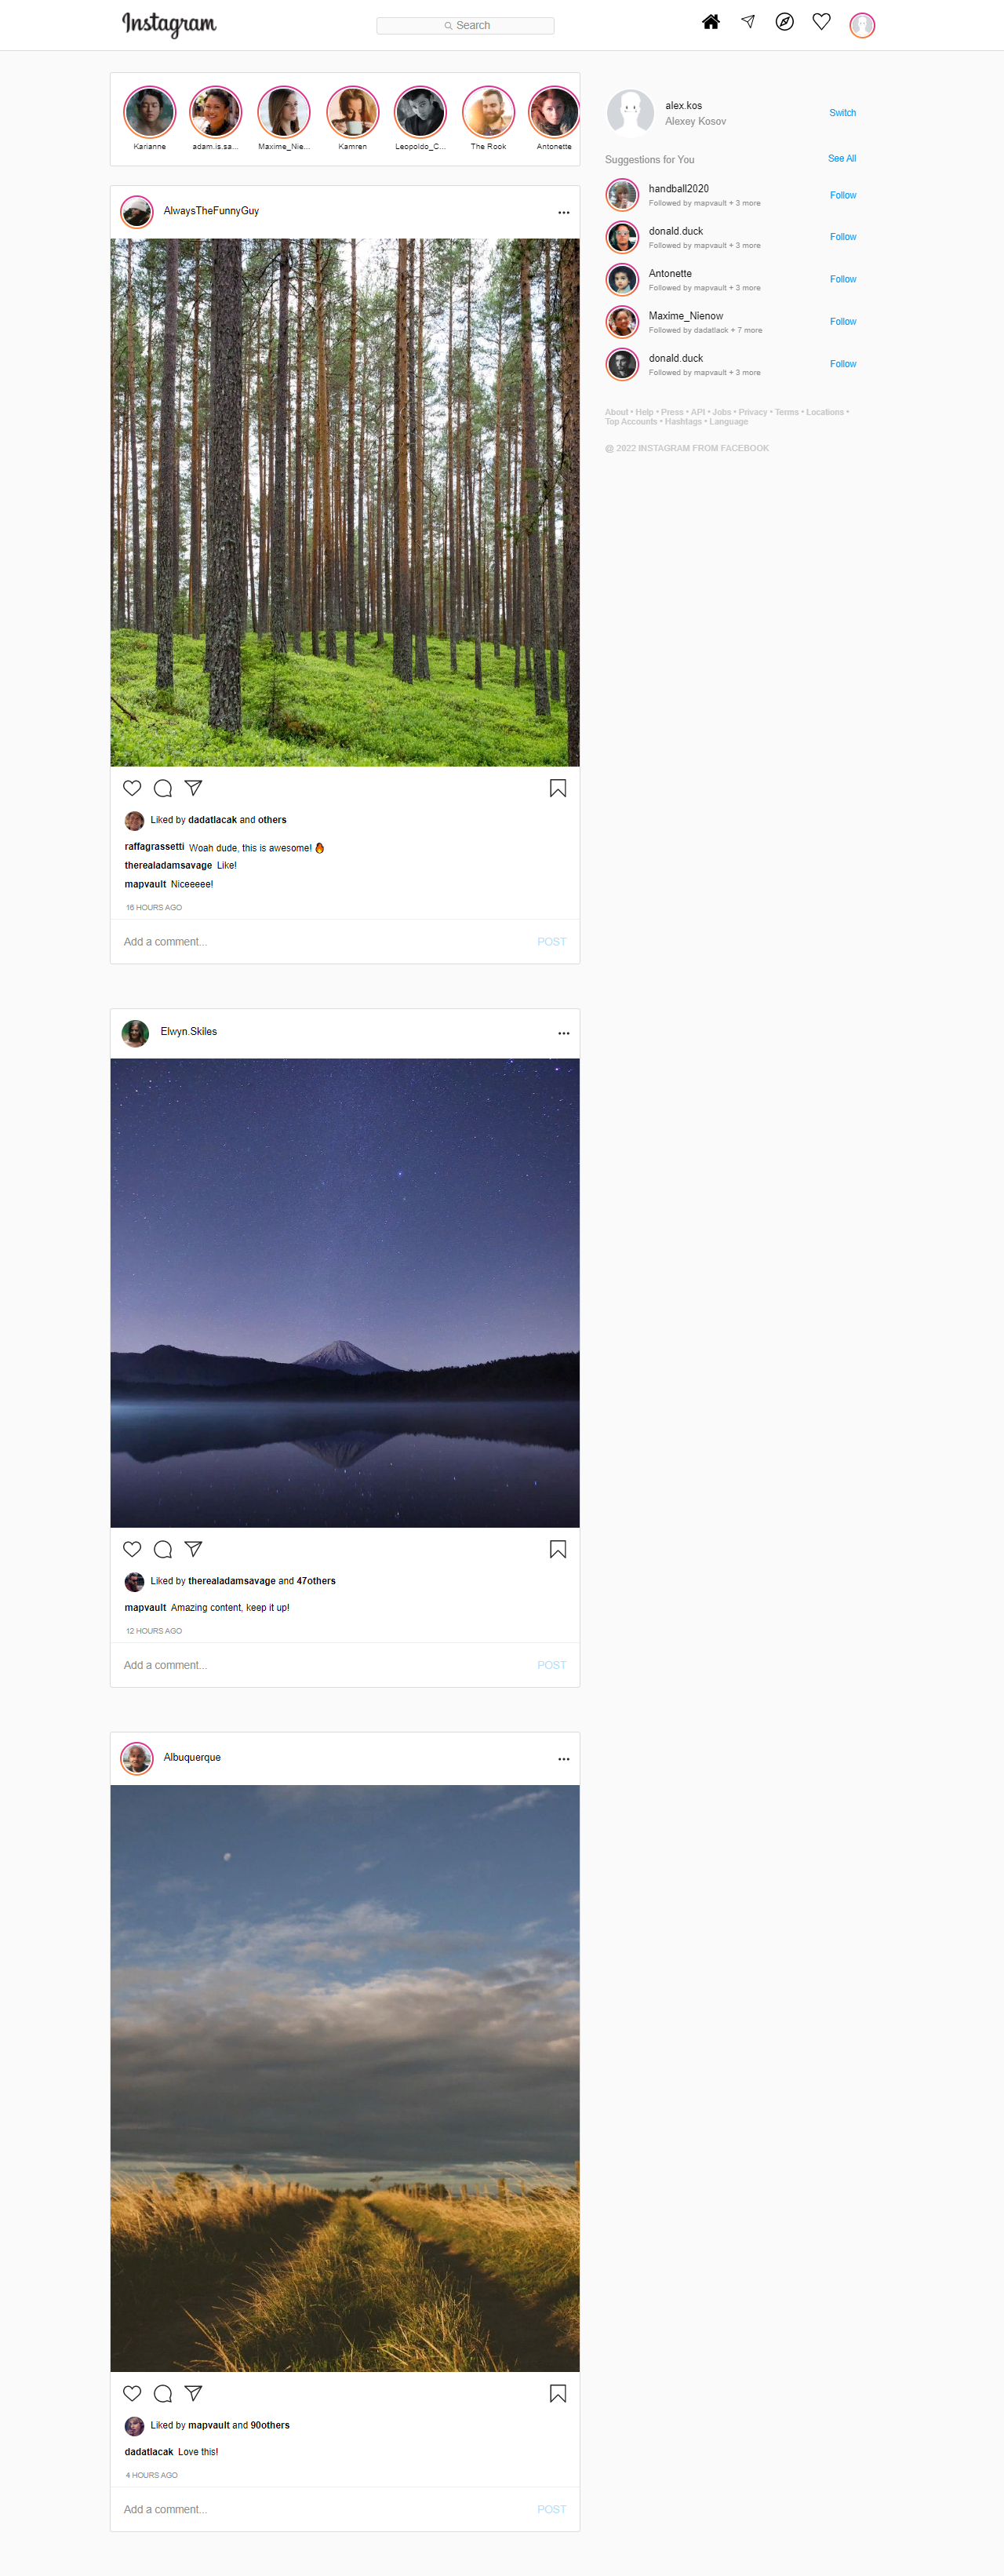 Instagram
Search
Karianne
adam.is.sa...
Maxime_Nie...
Kamren
Leopoldo_C...
The Rook
Antonette
alex.kos
Alexey Kosov
Switch
Suggestions for You
See All
handball2020
Followed by mapvault + 3 more
Follow
donald.duck
Followed by mapvault + 3 more
Follow
Antonette
Followed by mapvault + 3 more
Follow
Maxime_Nienow
Followed by dadatlack + 7 more
Follow
donald.duck
Followed by mapvault + 3 more
Follow
About • Help • Press • API • Jobs • Privacy • Terms • Locations •
Top Accounts • Hashtags • Language
@ 2022 INSTAGRAM FROM FACEBOOK
AlwaysTheFunnyGuy
Liked by dadatlacak and others
raffagrassetti Woah dude, this is awesome! 🔥
therealadamsavage Like!
mapvault Niceeeee!
16 HOURS AGO
Add a comment...
POST
Elwyn.Skiles
Liked by therealadamsavage and 47others
mapvault Amazing content, keep it up!
12 HOURS AGO
Add a comment...
POST
Albuquerque
Liked by mapvault and 90others
dadatlacak Love this!
4 HOURS AGO
Add a comment...
POST